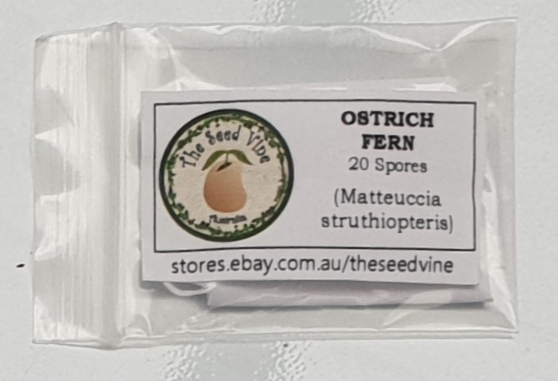 The Seed Vine
Australia
OSTRICH
FERN
20 Spores
(Matteuccia
struthiopteris)
stores.ebay.com.au/theseedvine